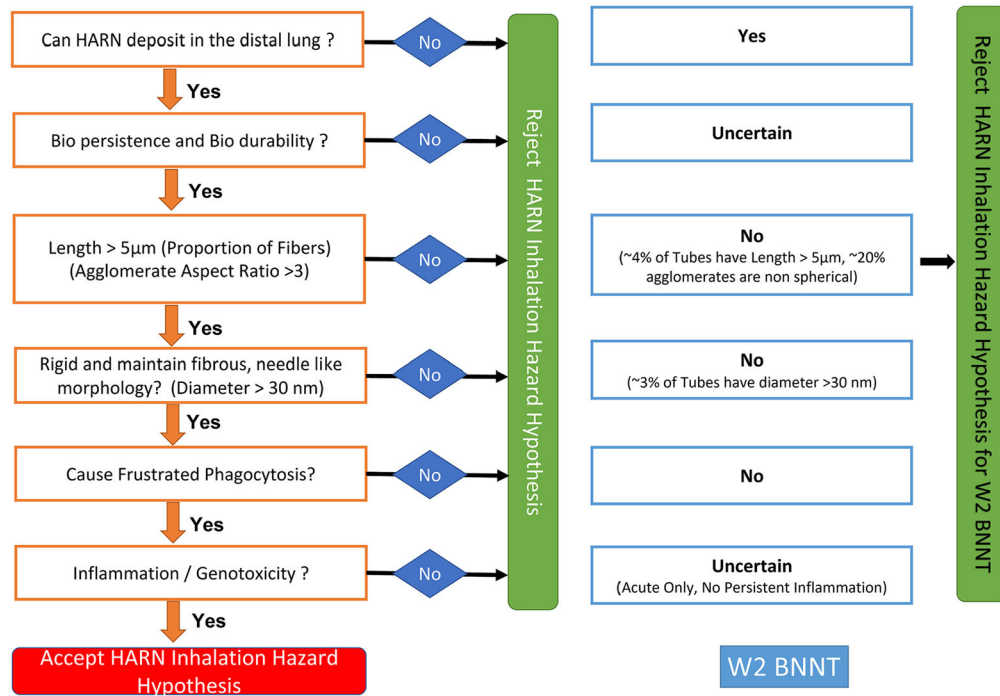 Can HARN deposit in the distal lung ?
No
Yes
Yes
Bio persistence and Bio durability ?
No
Uncertain
Yes
Length > 5µm (Proportion of Fibers)
(Agglomerate Aspect Ratio >3)
No
No
(~4% of Tubes have Length > 5µm, ~20%
agglomerates are non spherical)
Yes
Rigid and maintain fibrous, needle like
morphology? (Diameter > 30 nm)
No
No
(~3% of Tubes have diameter >30 nm)
Yes
Cause Frustrated Phagocytosis?
No
No
Yes
Inflammation / Genotoxicity ?
No
Uncertain
(Acute Only, No Persistent Inflammation)
Yes
Accept HARN Inhalation Hazard
Hypothesis
Reject HARN Inhalation Hazard Hypothesis
W2 BNNT
Reject HARN Inhalation Hazard Hypothesis for W2 BNNT